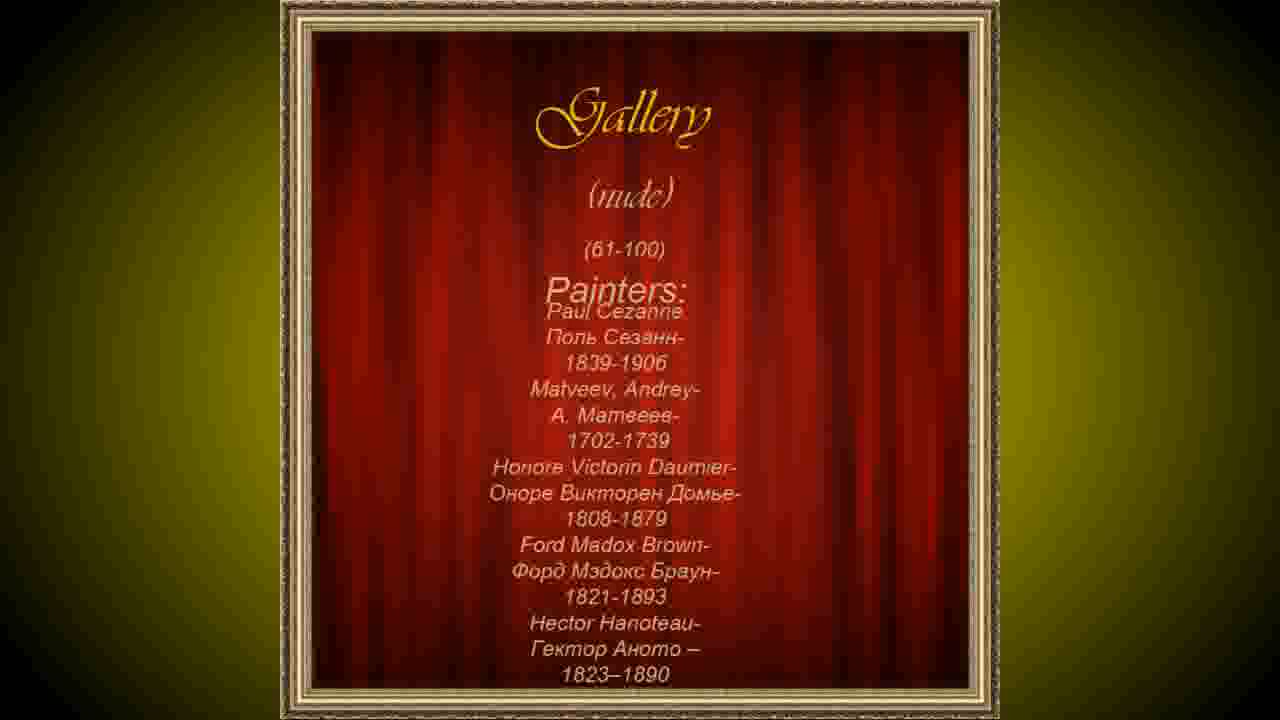 Gallery
(nude)
(61-100)
Painters:
Paul Cezanne
Поль Сезанн-
1839-1906
Matveev, Andrey-
А. Матвеев-
1702-1739
Honore Victorin Daumier-
Оноре Викторен Домье-
1808-1879
Ford Madox Brown-
Форд Мэдокс Браун-
1821-1893
Hector Hanoteau-
Гектор Аното –
1823–1890